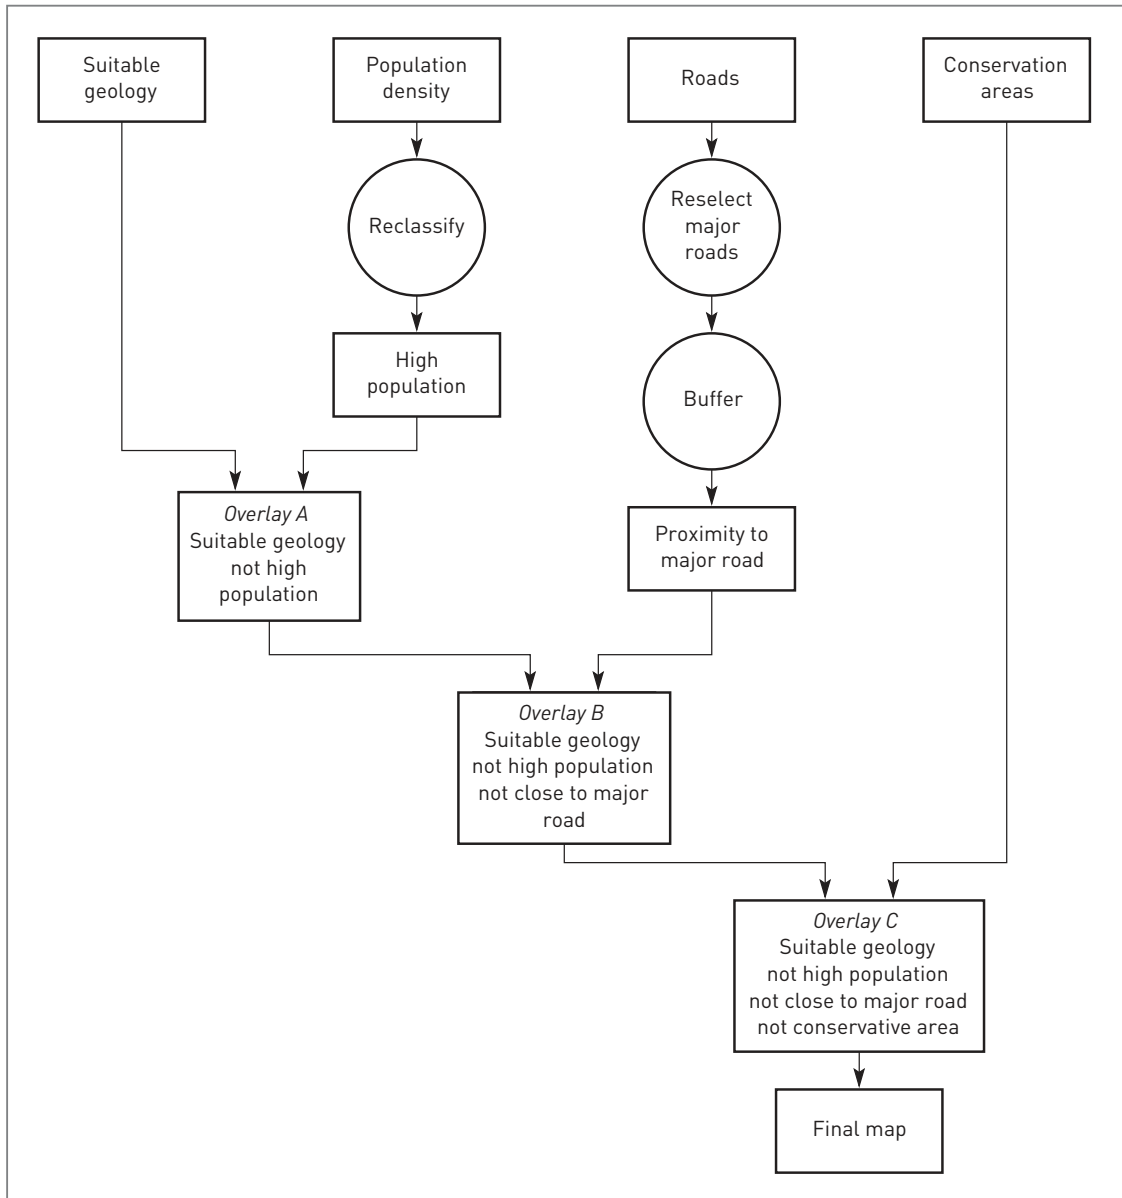 Suitable
geology
Population
density
Roads
Conservation
areas
Reclassify
Reselect
major
roads
High
population
Buffer
Overlay A
Suitable geology
not high
population
Proximity to
major road
Overlay B
Suitable geology
not high population
not close to major
road
Overlay C
Suitable geology
not high population
not close to major road
not conservative area
Final map